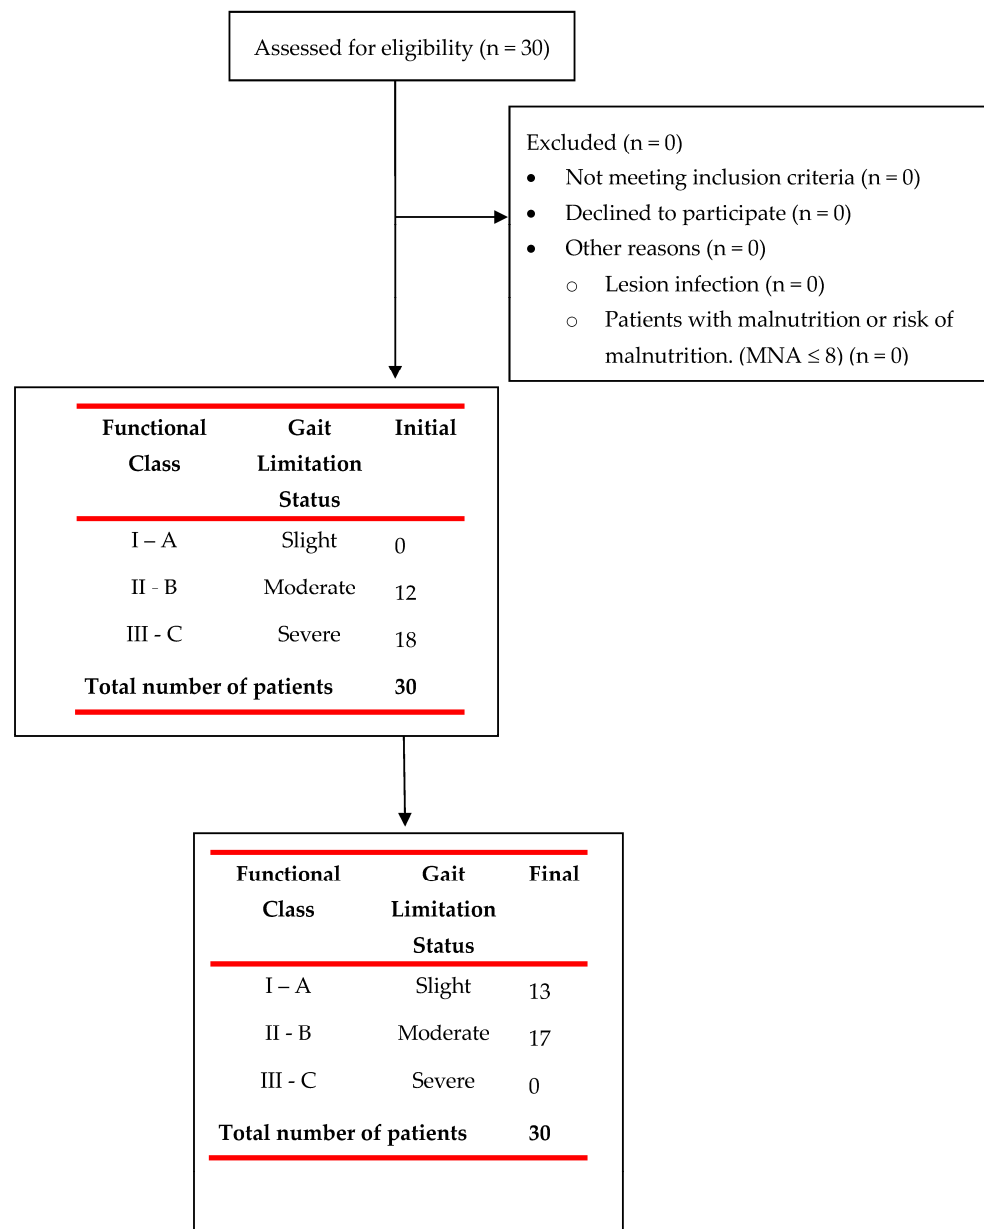 Assessed for eligibility (n = 30)
Excluded (n = 0)
• Not meeting inclusion criteria (n = 0)
• Declined to participate (n = 0)
• Other reasons (n = 0)
○ Lesion infection (n = 0)
○ Patients with malnutrition or risk of
malnutrition. (MNA ≤ 8) (n = 0)
Functional Gait Initial
Class Limitation
Status
I – A Slight 0
II - B Moderate 12
III - C Severe 18
Total number of patients 30
Functional Gait Final
Class Limitation
Status
I – A Slight 13
II - B Moderate 17
III - C Severe 0
Total number of patients 30